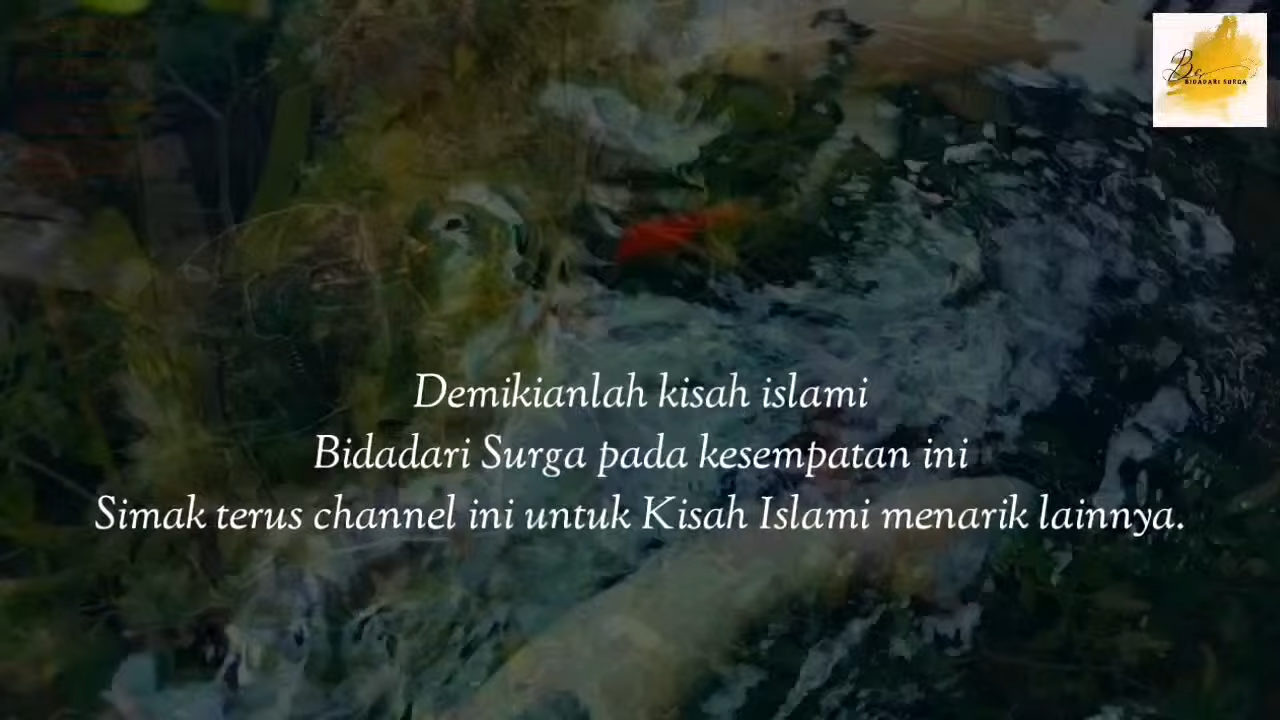 Bs
BIDADARI SURGA
Demikianlah kisah islami
Bidadari Surga pada kesempatan ini
Simak terus channel ini untuk Kisah Islami menarik lainnya.